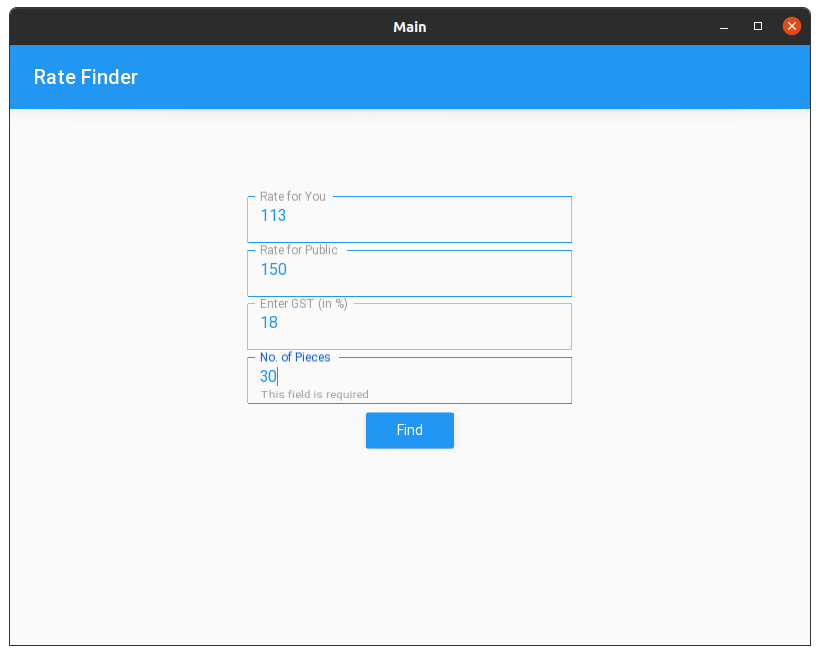 Main
Rate Finder
Rate for You
113
Rate for Public
150
Enter GST (in %)
18
No. of Pieces
30
This field is required
Find